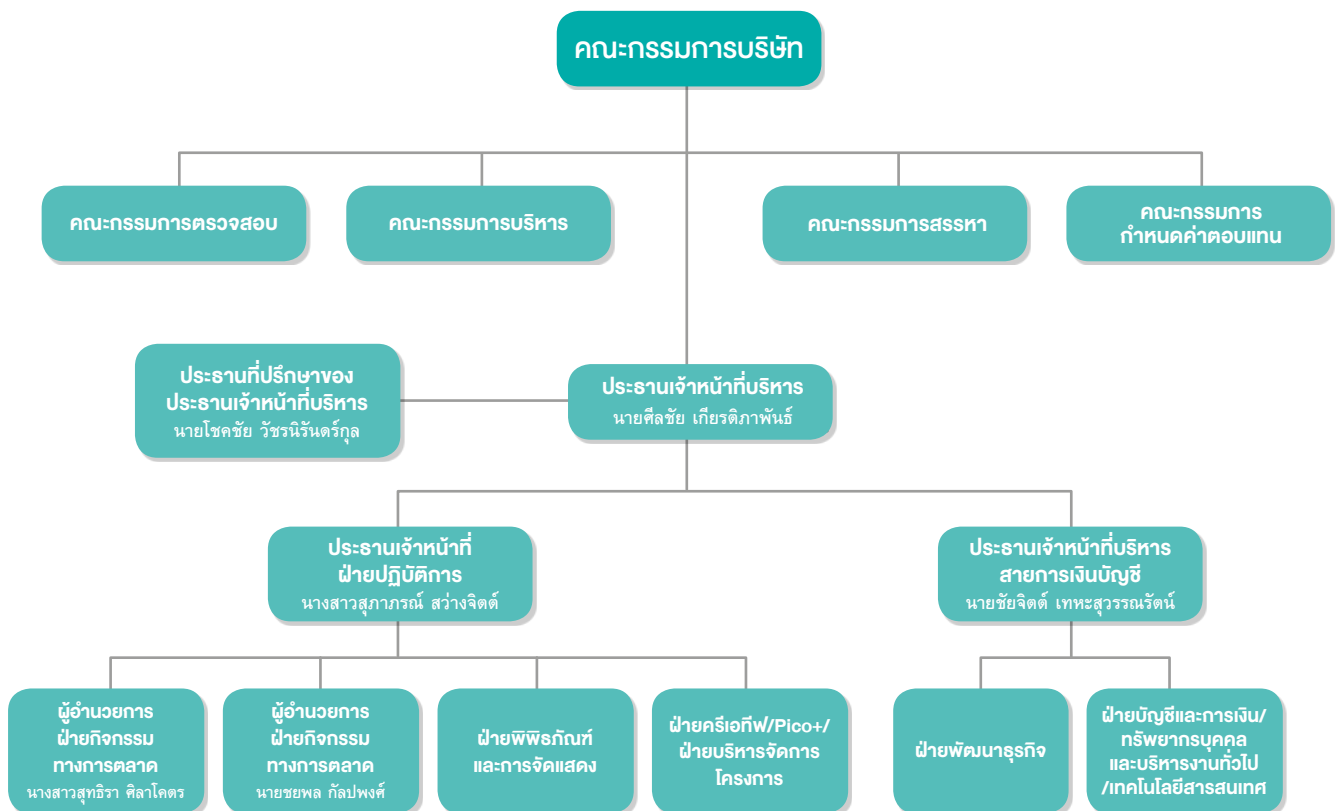 คณะกรรมการบริษัท
คณะกรรมการตรวจสอบ
คณะกรรมการบริหาร
คณะกรรมการสรรหา
คณะกรรมการ
กำหนดค่าตอบแทน
ประธานที่ปรึกษาของ
ประธานเจ้าหน้าที่บริหาร
นายโชคชัย วัชรนิรันดร์กุล
ประธานเจ้าหน้าที่บริหาร
นายศีลชัย เกียรติภาพันธ์
ประธานเจ้าหน้าที่
ฝ่ายปฏิบัติการ
นางสาวสุภาภรณ์ สว่างจิตต์
ประธานเจ้าหน้าที่บริหาร
สายการเงินบัญชี
นายชัยจิตต์ เทหะสุวรรณรัตน์
ผู้อำนวยการ
ฝ่ายกิจกรรม
ทางการตลาด
นางสาวสุทธิรา ศิลาโคตร
ผู้อำนวยการ
ฝ่ายกิจกรรม
ทางการตลาด
นายชยพล กัลปพงศ์
ฝ่ายพิพิธภัณฑ์
และการจัดแสดง
ฝ่ายครีเอทีฟ/Pico+/
ฝ่ายบริหารจัดการ
โครงการ
ฝ่ายพัฒนาธุรกิจ
ฝ่ายบัญชีและการเงิน/
ทรัพยากรบุคคล
และบริหารงานทั่วไป
/เทคโนโลยีสารสนเทศ